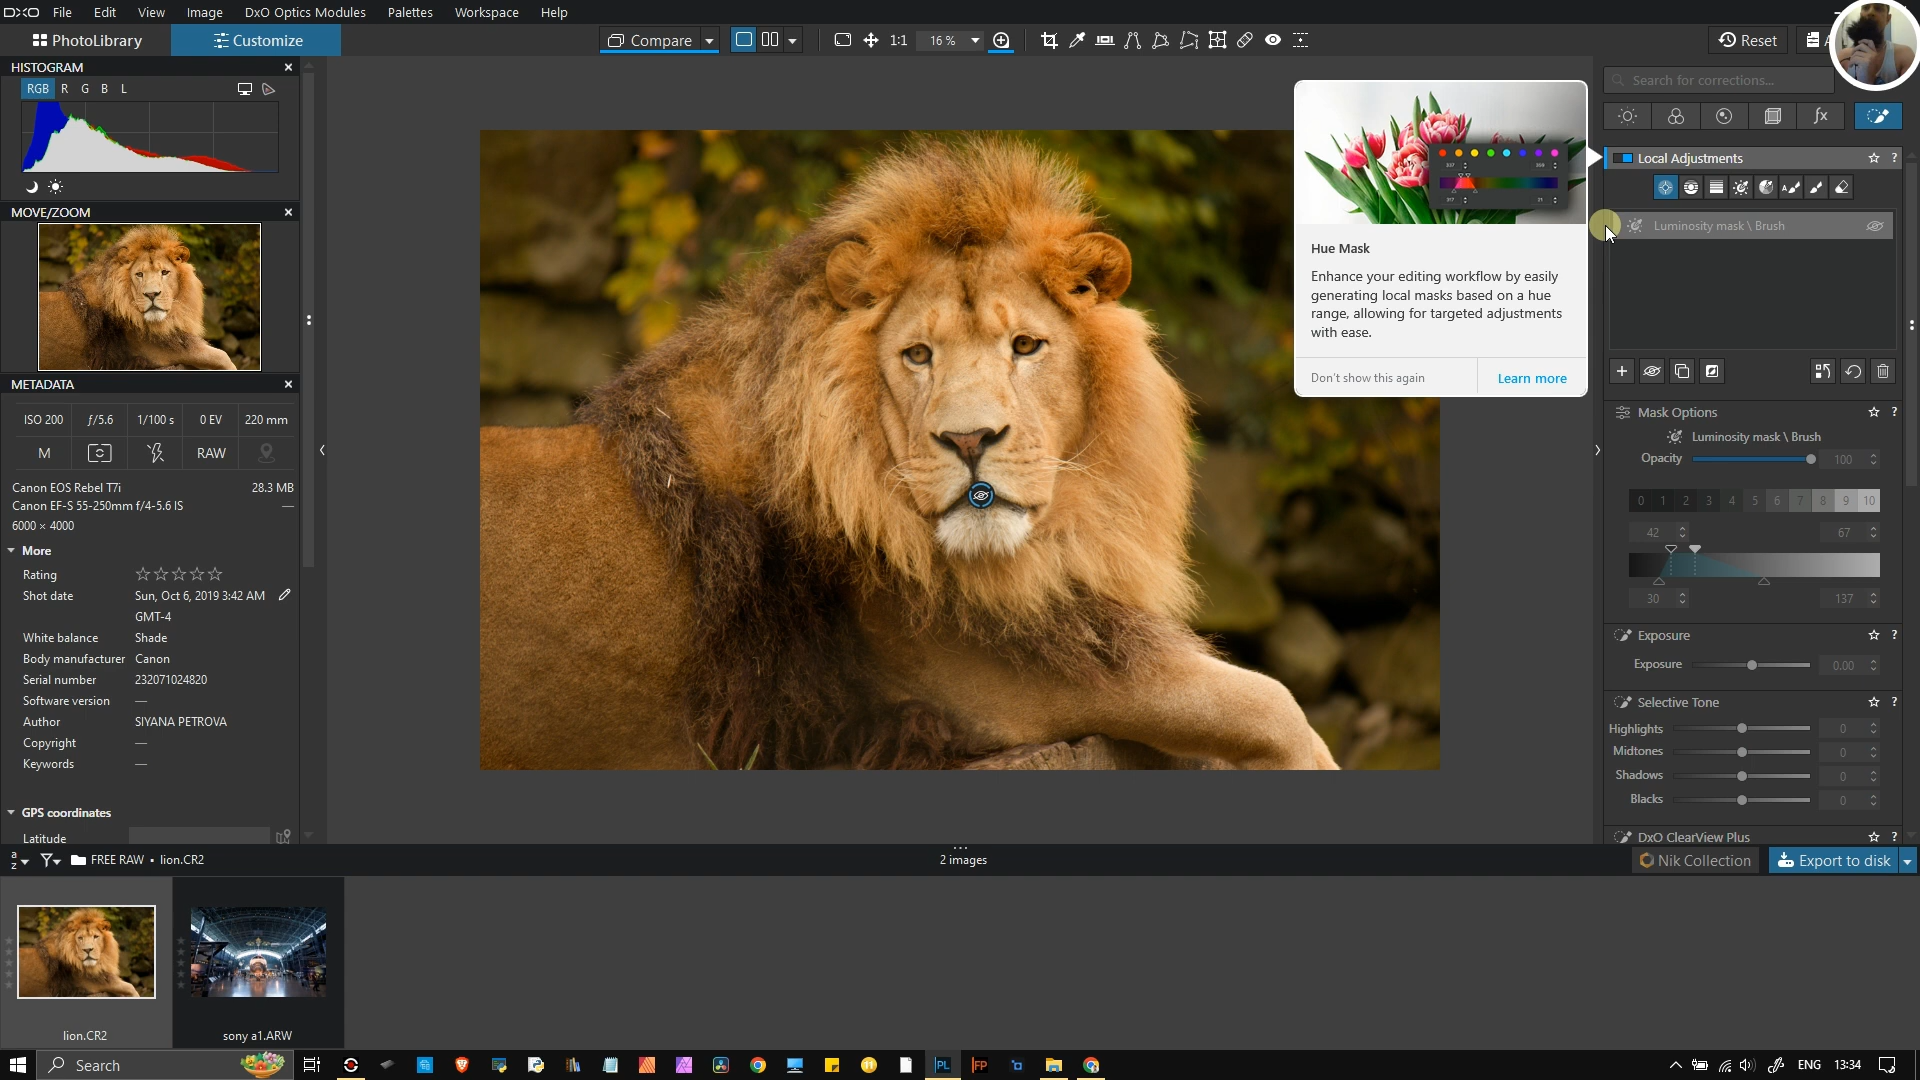 DXO File Edit View Image DxO Optics Modules Palettes Workspace Help
PhotoLibrary Customize Compare 1:1 16 % Reset
HISTOGRAM
RGB R G B L
MOVE/ZOOM
METADATA
ISO 200 ƒ/5.6 1/100 s 0 EV 220 mm
M RAW
Canon EOS Rebel T7i 28.3 MB
Canon EF-S 55-250mm f/4-5.6 IS —
6000 × 4000
More
Rating
Shot date Sun, Oct 6, 2019 3:42 AM
GMT-4
White balance Shade
Body manufacturer Canon
Serial number 232071024820
Software version —
Author SIYANA PETROVA
Copyright —
Keywords —
GPS coordinates
Latitude
Hue Mask
Enhance your editing workflow by easily
generating local masks based on a hue
range, allowing for targeted adjustments
with ease.
Don't show this again Learn more
Search for corrections...
fx
Local Adjustments ?
Luminosity mask \ Brush
Mask Options ?
Luminosity mask \ Brush
Opacity 100
0 1 2 3 4 5 6 7 8 9 10
42 67
30 137
Exposure ?
Exposure 0.00
Selective Tone ?
Highlights 0
Midtones 0
Shadows 0
Blacks 0
DxO ClearView Plus ?
a
z FREE RAW • lion.CR2 2 images Nik Collection Export to disk
lion.CR2 sony a1.ARW
Search PL FP ENG 13:34